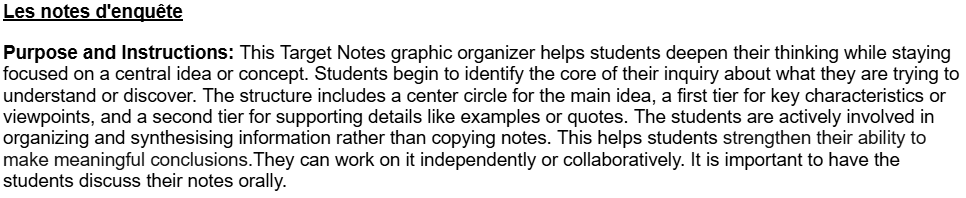 Les notes d'enquête
Purpose and Instructions: This Target Notes graphic organizer helps students deepen their thinking while staying
focused on a central idea or concept. Students begin to identify the core of their inquiry about what they are trying to
understand or discover. The structure includes a center circle for the main idea, a first tier for key characteristics or
viewpoints, and a second tier for supporting details like examples or quotes. The students are actively involved in
organizing and synthesising information rather than copying notes. This helps students strengthen their ability to
make meaningful conclusions.They can work on it independently or collaboratively. It is important to have the
students discuss their notes orally.